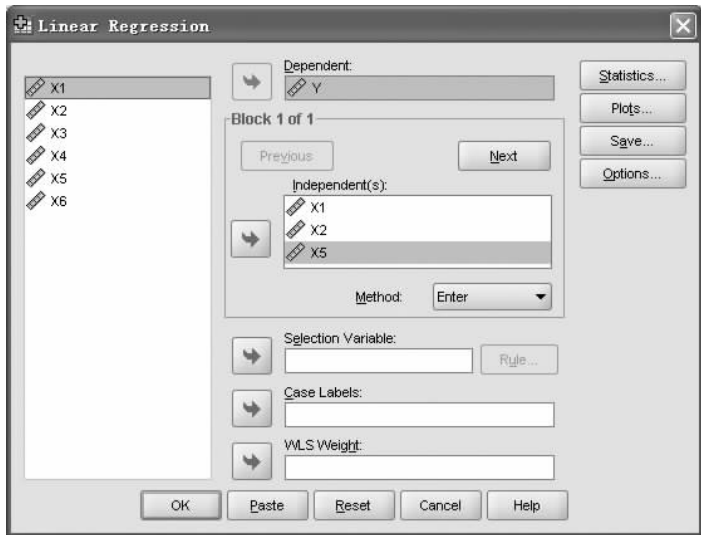 Linear Regression
X1
X2
X3
X4
X5
X6
Dependent:
Y
Block 1 of 1
Previous
Next
Independent(s):
X1
X2
X5
Method:
Enter
Selection Variable:
Rule...
Case Labels:
WLS Weight:
Statistics...
Plots...
Save...
Options...
OK
Paste
Reset
Cancel
Help